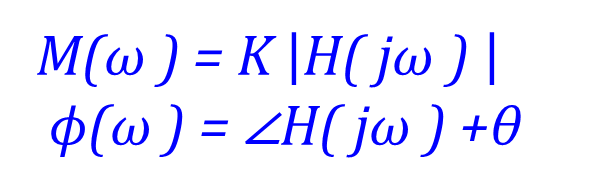 M(ω) = K|H(jω)|
ϕ(ω) = ∠H(jω)+θ